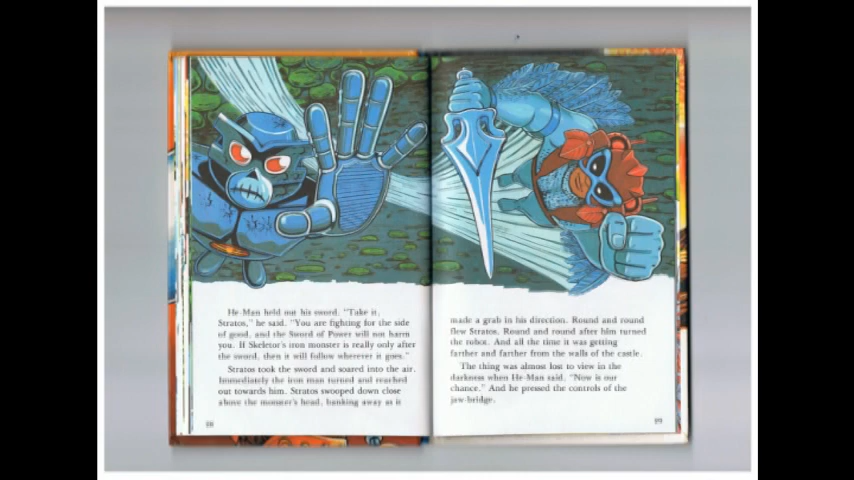 He-Man held out his sword. "Take it,
Stratos," he said. "You are fighting for the side
of good, and the Sword of Power will not harm
you. If Skeletor's iron monster is really only after
the sword, then it will follow wherever it goes."
Stratos took the sword and soared into the air.
Immediately the iron man turned and reached
out towards him. Stratos swooped down close
above the monster's head, banking away as it
made a grab in his direction. Round and round
flew Stratos. Round and round after him turned
the robot. And all the time it was getting
farther and farther from the walls of the castle.
The thing was almost lost to view in the
darkness when He-Man said, "Now is our
chance." And he pressed the controls of the
jaw-bridge.